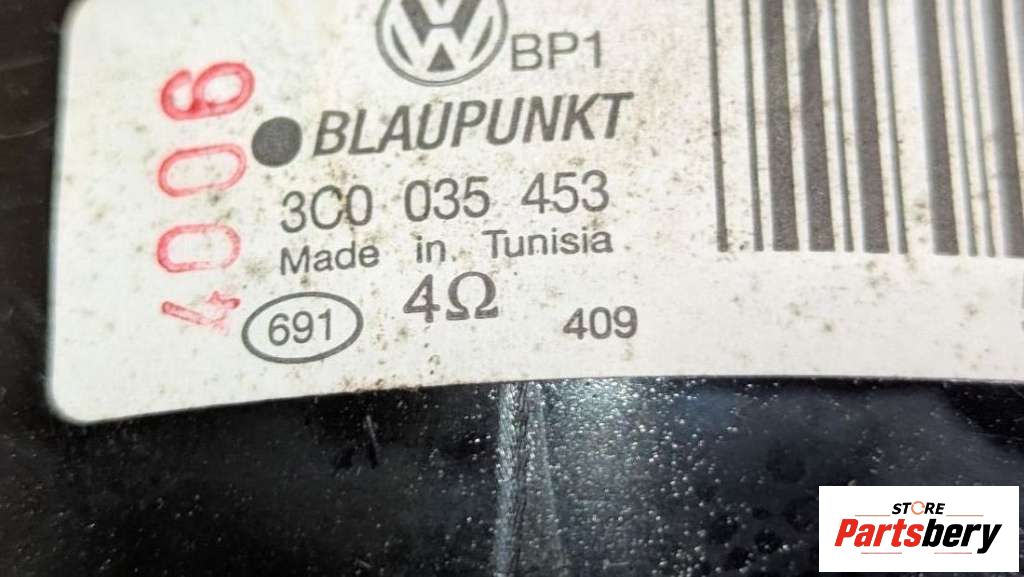 BP1
BLAUPUNKT
3C0 035 453
Made in Tunisia
691 4Ω 409
4006
STORE
Partsbery